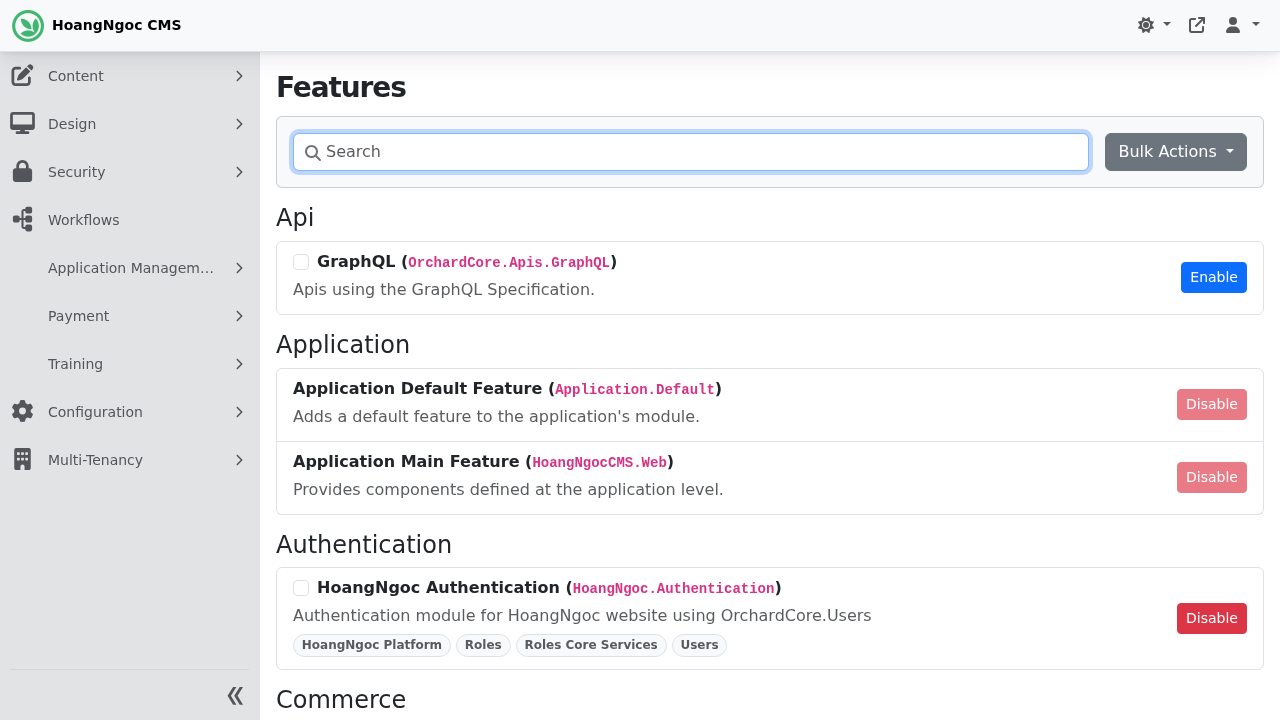 HoangNgoc CMS
Content
Design
Security
Workflows
Application Managem...
Payment
Training
Configuration
Multi-Tenancy
Features
Search
Bulk Actions
Api
GraphQL (OrchardCore.Apis.GraphQL)
Apis using the GraphQL Specification.
Enable
Application
Application Default Feature (Application.Default)
Adds a default feature to the application's module.
Disable
Application Main Feature (HoangNgocCMS.Web)
Provides components defined at the application level.
Disable
Authentication
HoangNgoc Authentication (HoangNgoc.Authentication)
Authentication module for HoangNgoc website using OrchardCore.Users
HoangNgoc Platform Roles Roles Core Services Users
Disable
Commerce